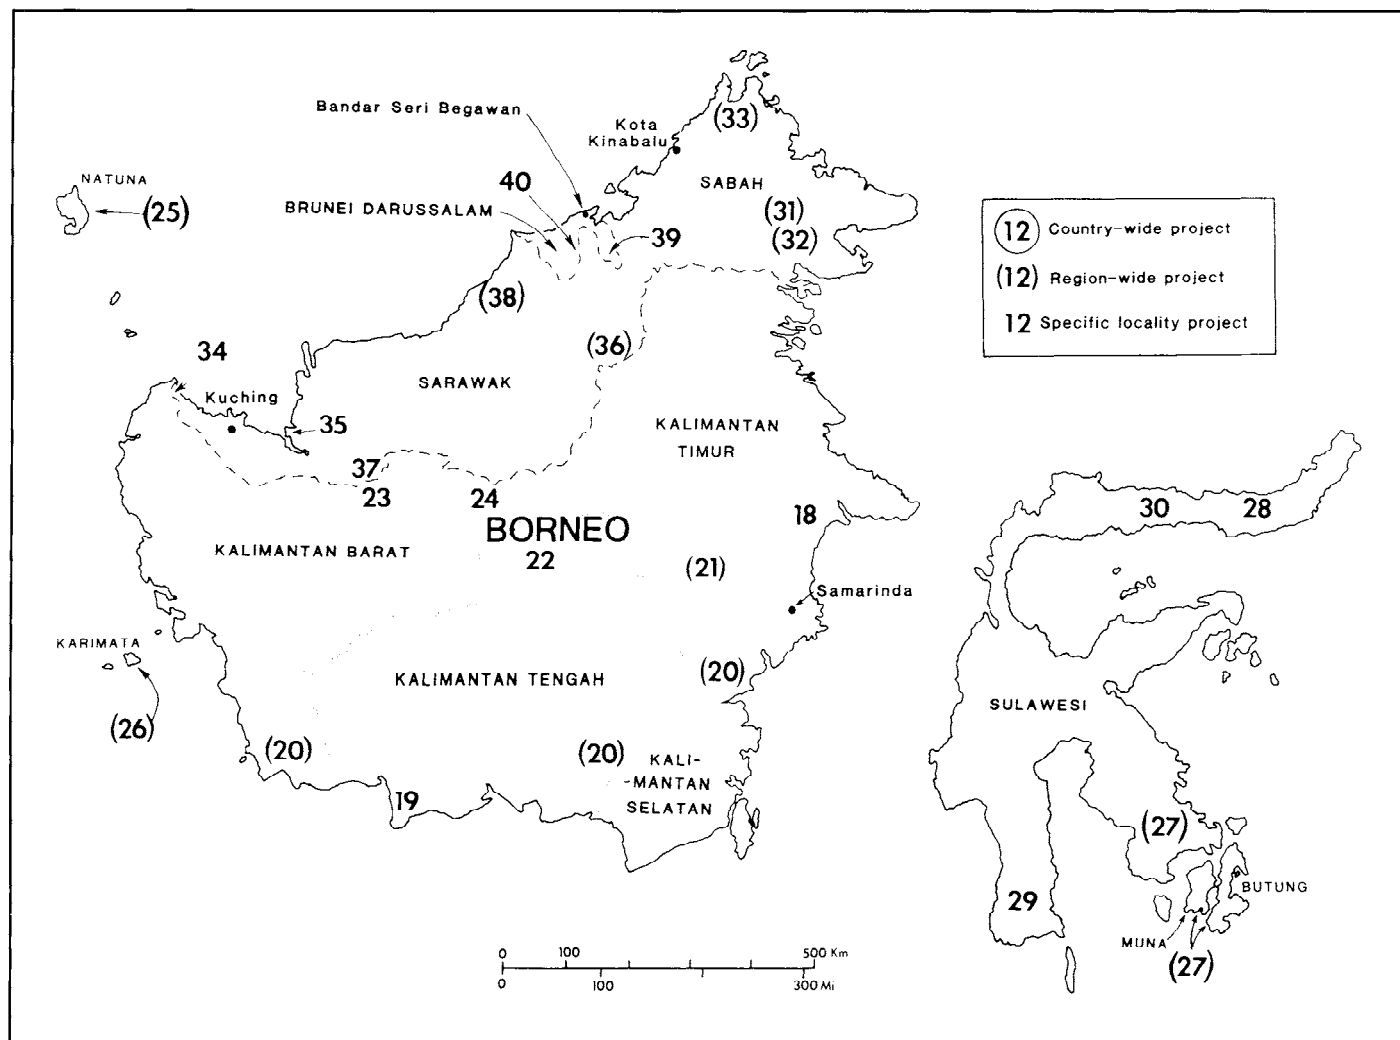 Bandar Seri Begawan
Kota
Kinabalu
(33)
NATUNA
(25)
40
SABAH
BRUNEI DARUSSALAM
(31)
39
(32)
12 Country-wide project
(12) Region-wide project
12 Specific locality project
(38)
34
(36)
Kuching
SARAWAK
35
KALIMANTAN
TIMUR
37
23
24
18
30
28
BORNEO
KALIMANTAN BARAT
22
(21)
Samarinda
KARIMATA
(26)
KALIMANTAN TENGAH
(20)
SULAWESI
(20)
(20)
KALI-
-MANTAN
SELATAN
19
(27)
29
BUTUNG
MUNA
(27)
0 100 500 Km
0 100 300 Mi